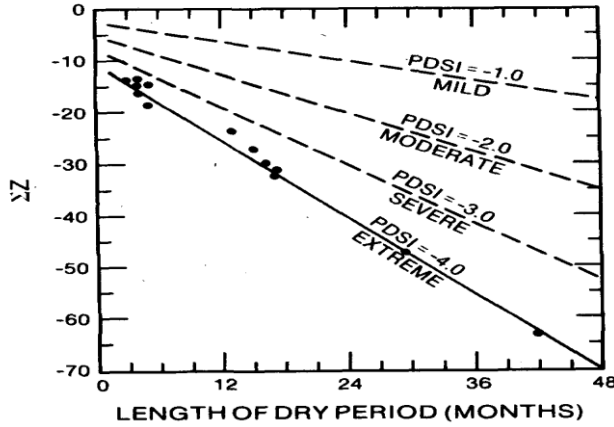 -0
-10
-20
-30
-40
-50
-60
-70
ΣZ
PDSI = -1.0
MILD
PDSI = -2.0
MODERATE
PDSI = -3.0
SEVERE
PDSI = -4.0
EXTREME
0 12 24 36 48
LENGTH OF DRY PERIOD (MONTHS)